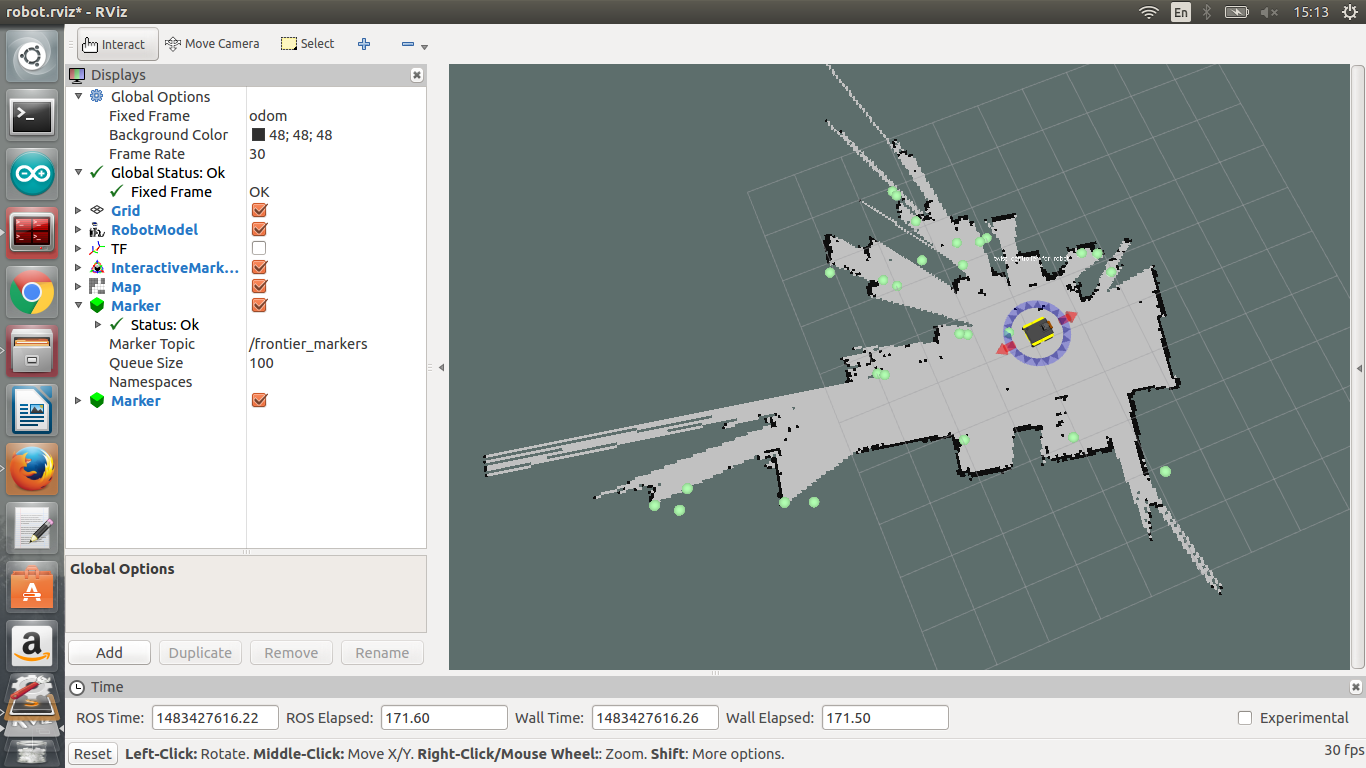 robot.rviz* - RViz
En
15:13
Interact
Move Camera
Select
Displays
Global Options
Fixed Frame odom
Background Color 48; 48; 48
Frame Rate 30
Global Status: Ok
Fixed Frame OK
Grid
RobotModel
TF
InteractiveMark...
Map
Marker
Status: Ok
Marker Topic /frontier_markers
Queue Size 100
Namespaces
Marker
Global Options
Add Duplicate Remove Rename
Time
ROS Time: 1483427616.22 ROS Elapsed: 171.60 Wall Time: 1483427616.26 Wall Elapsed: 171.50 Experimental
Reset Left-Click: Rotate. Middle-Click: Move X/Y. Right-Click/Mouse Wheel:: Zoom. Shift: More options. 30 fps
RViz